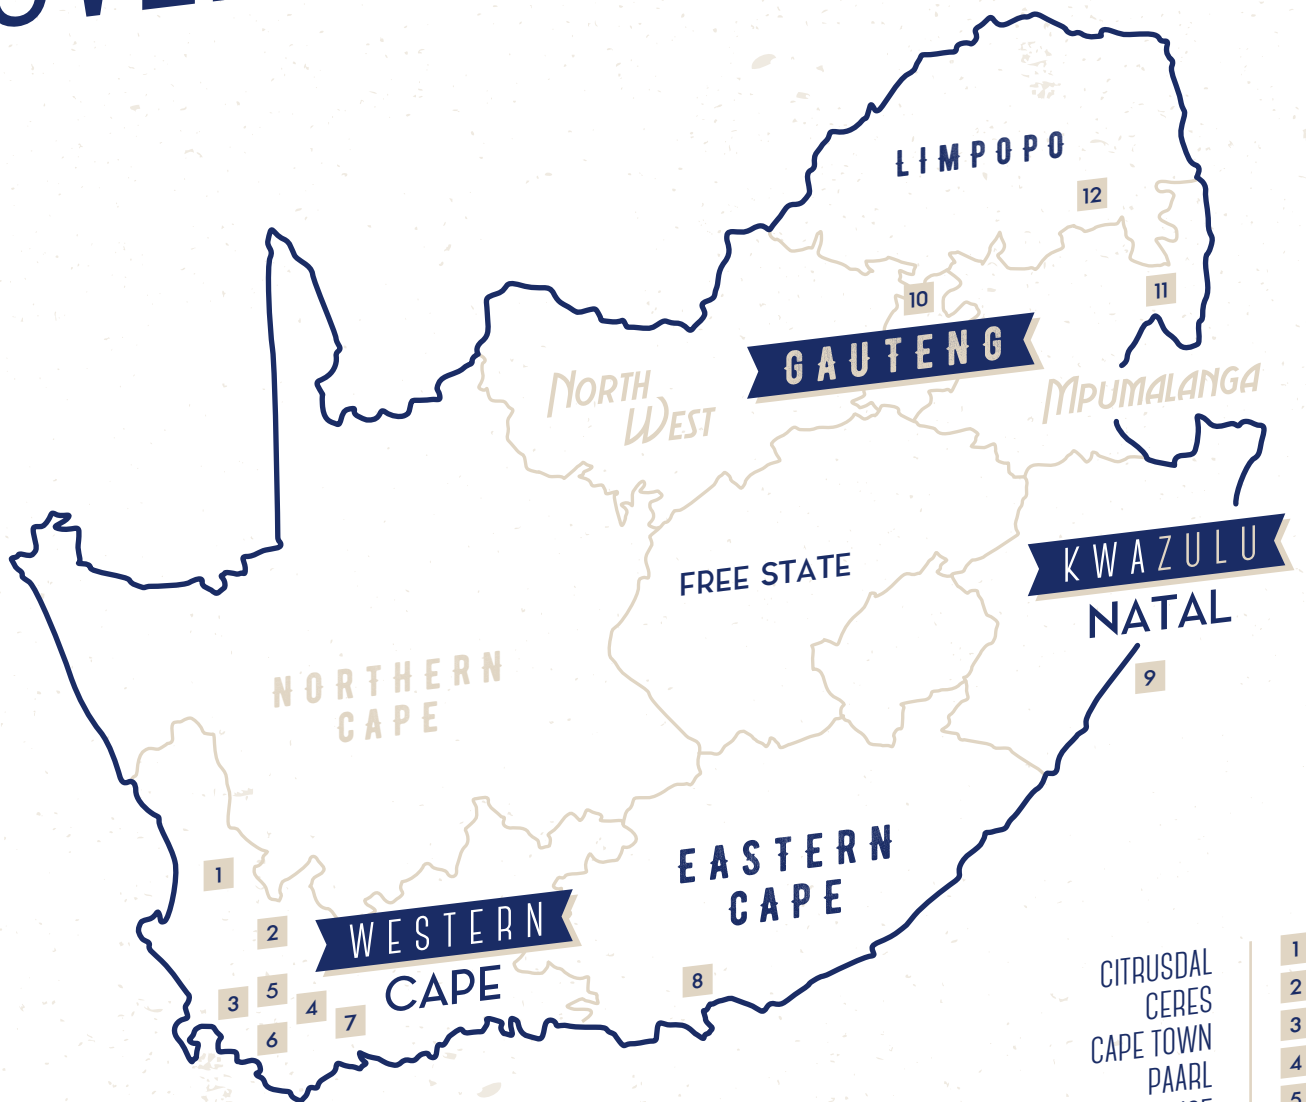 LIMPOPO
12
11
10
GAUTENG
NORTH
WEST
MPUMALANGA
KWAZULU
NATAL
FREE STATE
9
NORTHERN
CAPE
EASTERN
CAPE
1
2
WESTERN
CAPE
3
5
4
7
6
8
CITRUSDAL 1
CERES 2
CAPE TOWN 3
PAARL 4
5